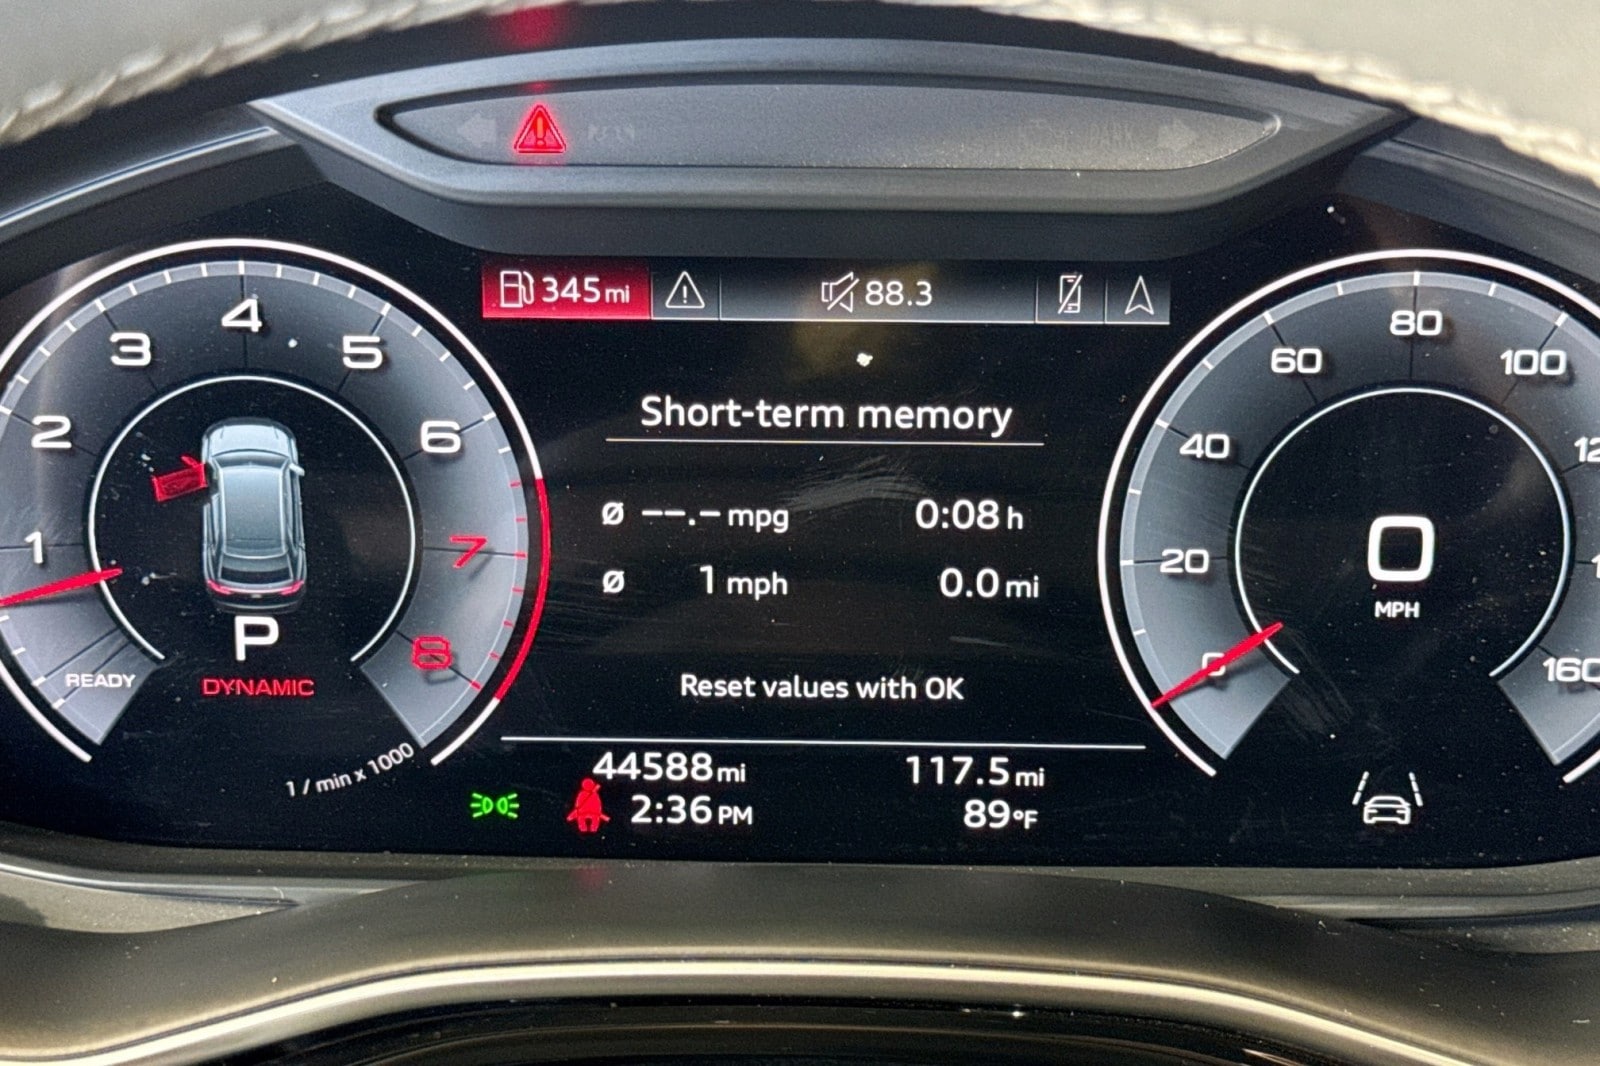 345 mi
88.3
Short-term memory
Ø --.- mpg 0:08 h
Ø 1 mph 0.0 mi
Reset values with OK
44588 mi 117.5 mi
2:36 PM 89°F
1
2
3
4
5
6
7
8
READY
P
DYNAMIC
1 / min x 1000
0
20
40
60
80
100
160
0
MPH